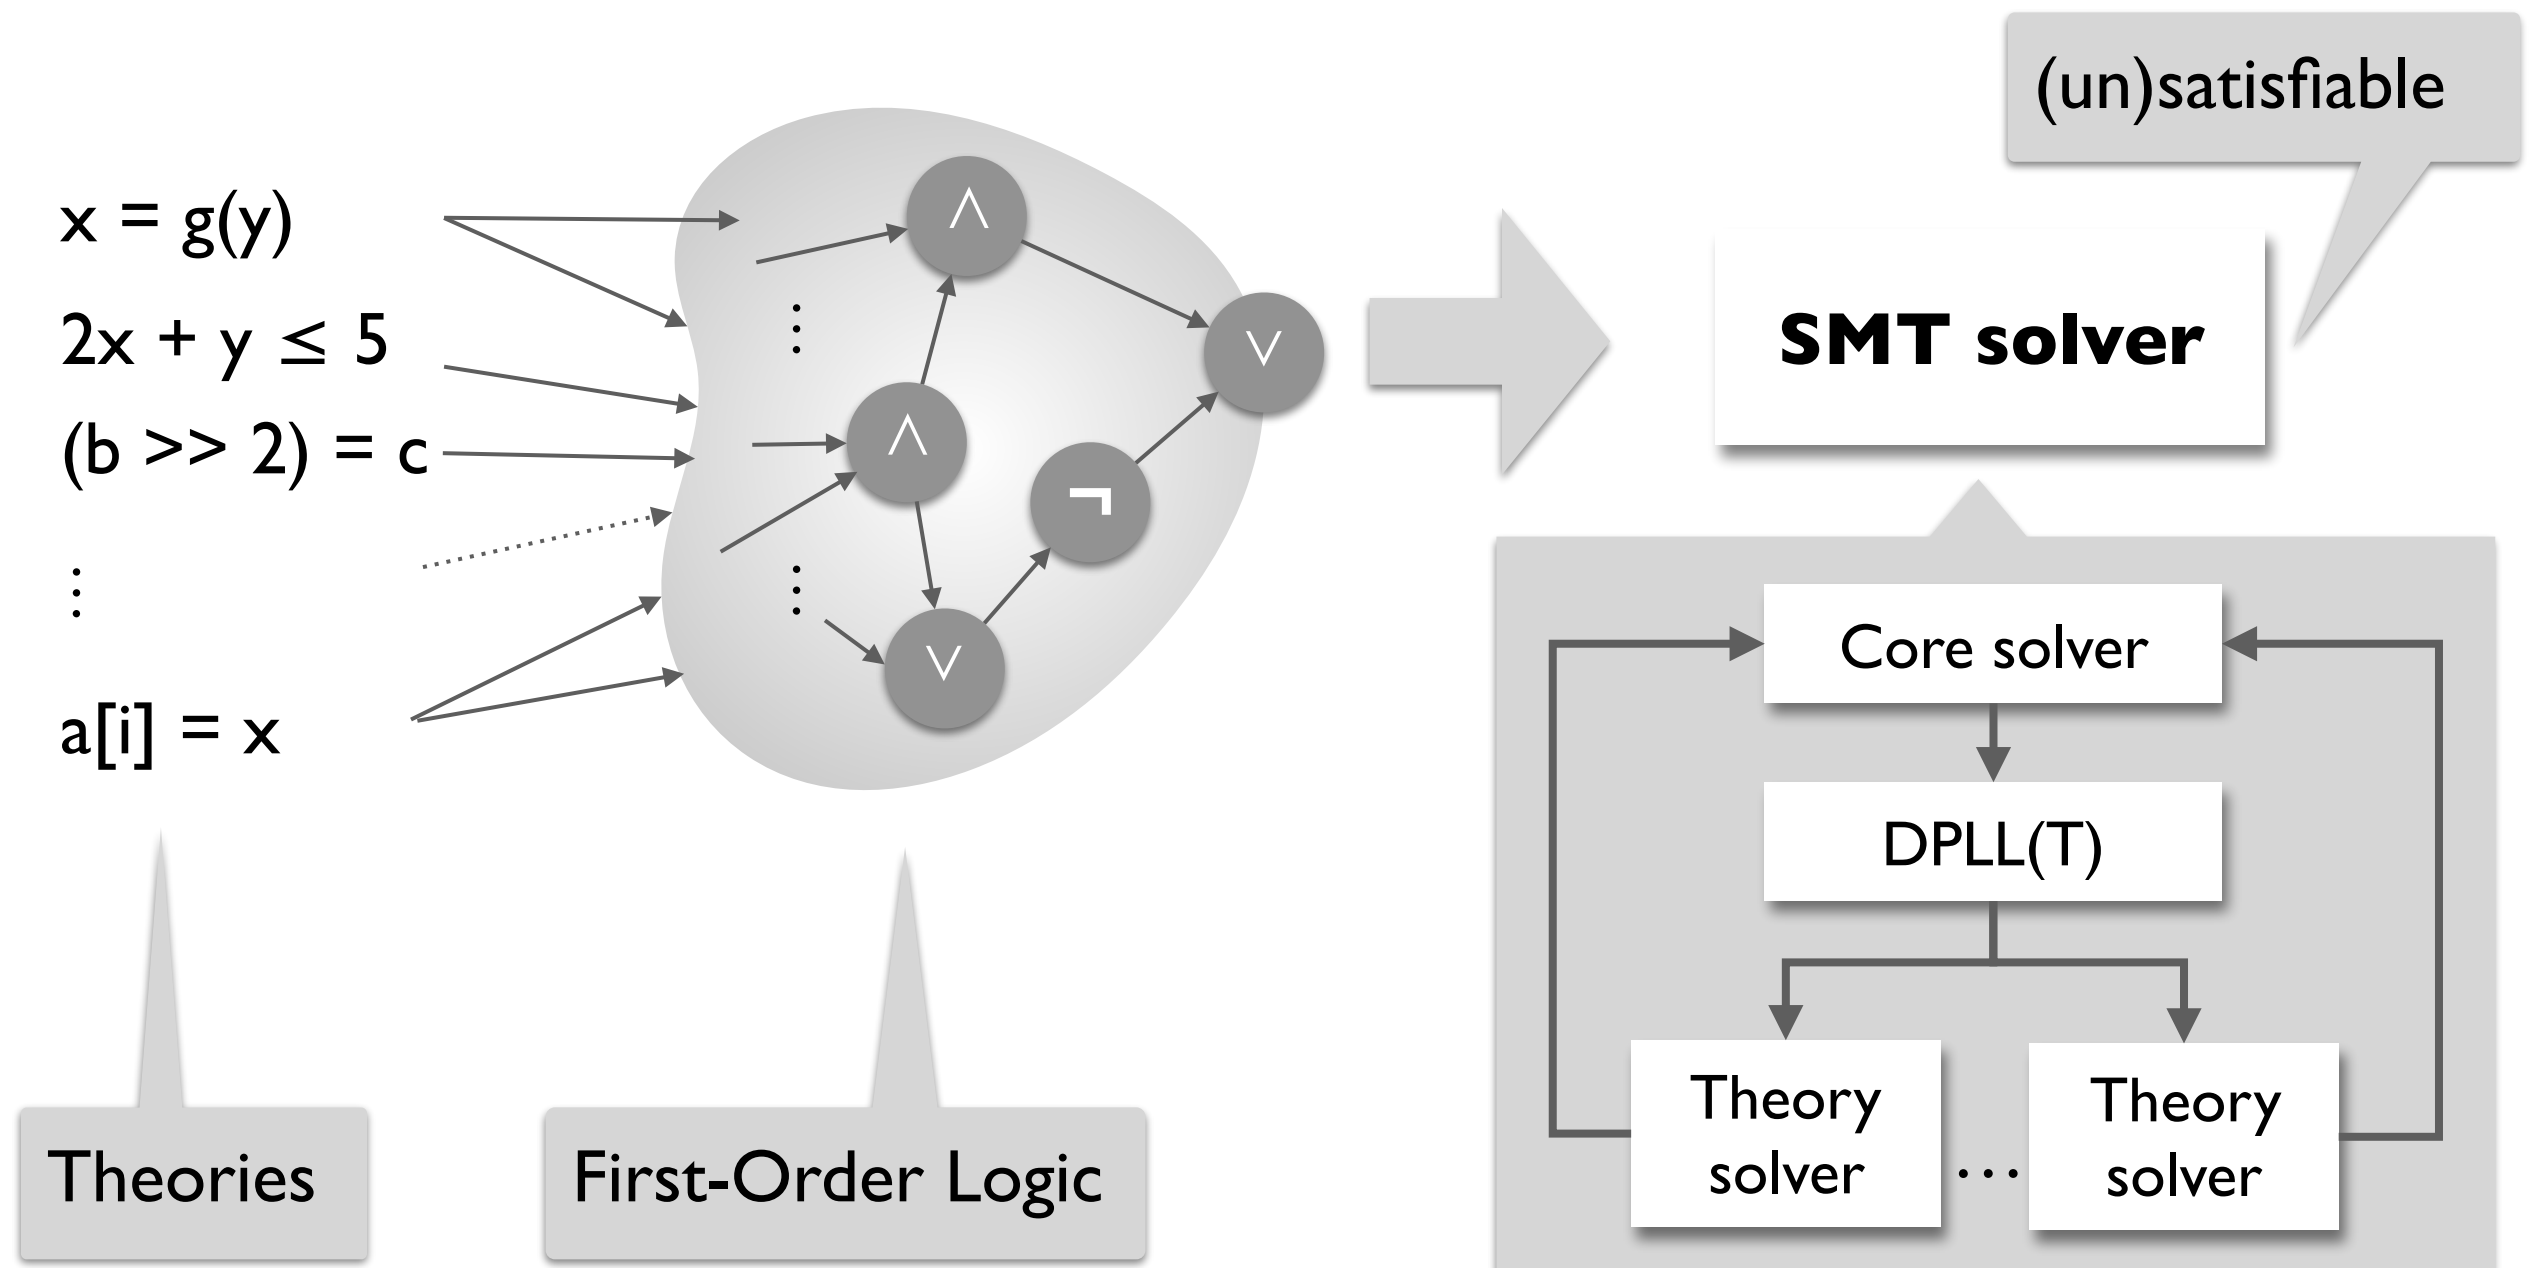 x = g(y)
2x + y ≤ 5
(b >> 2) = c
⋮
a[i] = x
Theories
∧
⋮
∧
∨
¬
⋮
∨
First-Order Logic
(un)satisfiable
SMT solver
Core solver
DPLL(T)
Theory
solver
...
Theory
solver